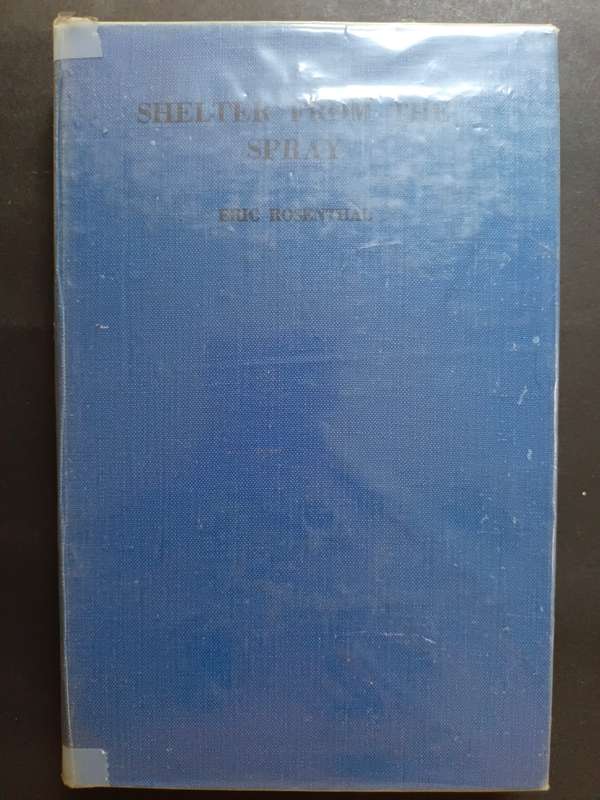 SHELTER FROM THE
SPRAY
ERIC ROSENTHAL